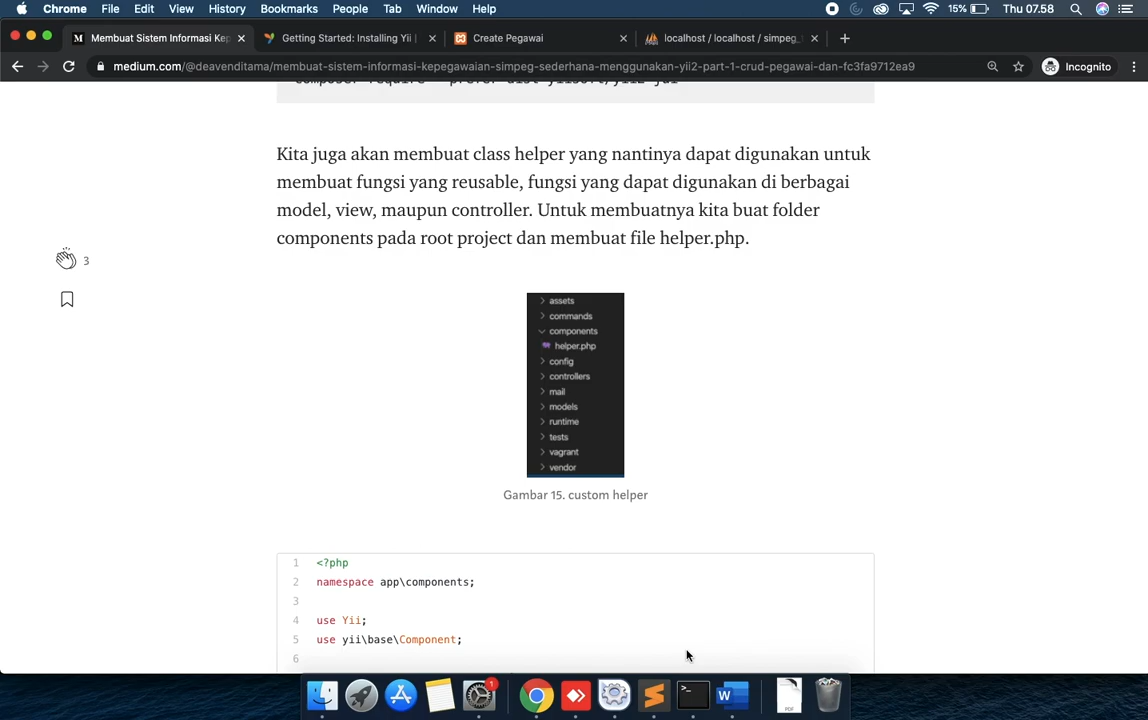 Chrome File Edit View History Bookmarks People Tab Window Help 15% Thu 07.58
Membuat Sistem Informasi Kep Getting Started: Installing Yii | Create Pegawai localhost / localhost / simpeg_
medium.com/@deavenditama/membuat-sistem-informasi-kepegawaian-simpeg-sederhana-menggunakan-yii2-part-1-crud-pegawai-dan-fc3fa9712ea9 Incognito
Kita juga akan membuat class helper yang nantinya dapat digunakan untuk
membuat fungsi yang reusable, fungsi yang dapat digunakan di berbagai
model, view, maupun controller. Untuk membuatnya kita buat folder
components pada root project dan membuat file helper.php.
3
assets
commands
components
helper.php
config
controllers
mail
models
runtime
tests
vagrant
vendor
Gambar 15. custom helper
1 <?php
2 namespace app\components;
3
4 use Yii;
5 use yii\base\Component;
6
1
PDF